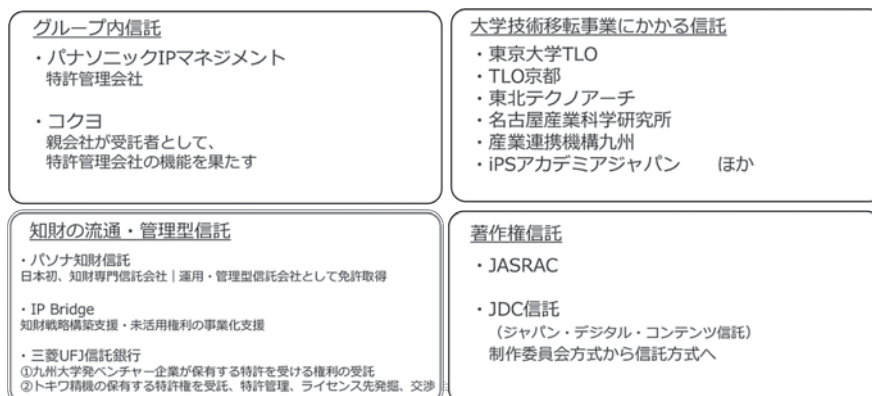 グループ内信託
・パナソニックIPマネジメント
特許管理会社
・コクヨ
親会社が受託者として、
特許管理会社の機能を果たす
大学技術移転事業にかかる信託
・東京大学TLO
・TLO京都
・東北テクノアーチ
・名古屋産業科学研究所
・産業連携機構九州
・iPSアカデミアジャパン ほか
知財の流通・管理型信託
・パソナ知財信託
日本初、知財専門信託会社｜運用・管理型信託会社として免許取得
・IP Bridge
知財戦略構築支援・未活用権利の事業化支援
・三菱UFJ信託銀行
①九州大学発ベンチャー企業が保有する特許を受ける権利の受託
②トキワ精機の保有する特許権を受託、特許管理、ライセンス先発掘、交渉
著作権信託
・JASRAC
・JDC信託
（ジャパン・デジタル・コンテンツ信託）
制作委員会方式から信託方式へ